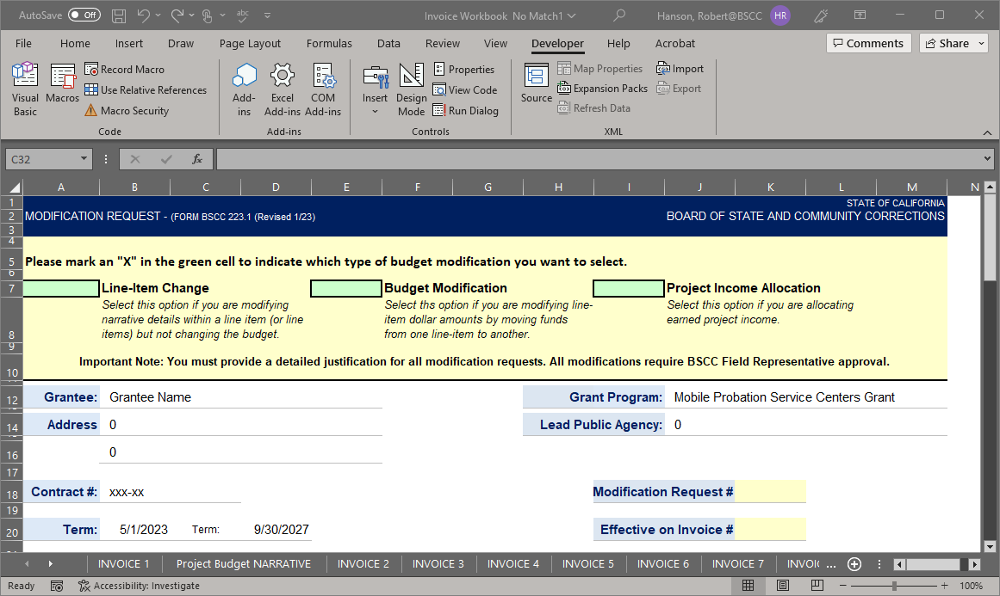 AutoSave Off abc Invoice Workbook No Match1 Hanson, Robert@BSCC HR
File Home Insert Draw Page Layout Formulas Data Review View Developer Help Acrobat Comments Share
Visual Basic
Macros
Record Macro
Use Relative References
Macro Security
Code
Add-ins
Excel Add-ins
COM Add-ins
Add-ins
Insert
Design Mode
Properties
View Code
Run Dialog
Controls
Source
Map Properties
Expansion Packs
Refresh Data
Import
Export
XML
C32 fx
A B C D E F G H I J K L M N
1 STATE OF CALIFORNIA
2 MODIFICATION REQUEST - (FORM BSCC 223.1 (Revised 1/23) BOARD OF STATE AND COMMUNITY CORRECTIONS
3
4
5 Please mark an "X" in the green cell to indicate which type of budget modification you want to select.
6
7 Line-Item Change Budget Modification Project Income Allocation
Select this option if you are modifying Select ths option if you are modifying line- Select this option if you are allocating
narrative details within a line item (or line item dollar amounts by moving funds earned project income.
8 items) but not changing the budget. from one line-item to another.
9
10 Important Note: You must provide a detailed justification for all modification requests. All modifications require BSCC Field Representative approval.
12 Grantee: Grantee Name Grant Program: Mobile Probation Service Centers Grant
14 Address 0 Lead Public Agency: 0
16 0
17
18 Contract #: xxx-xx Modification Request #
19
20 Term: 5/1/2023 Term: 9/30/2027 Effective on Invoice #
INVOICE 1 Project Budget NARRATIVE INVOICE 2 INVOICE 3 INVOICE 4 INVOICE 5 INVOICE 6 INVOICE 7 INVOI ...
Ready Accessibility: Investigate 100%